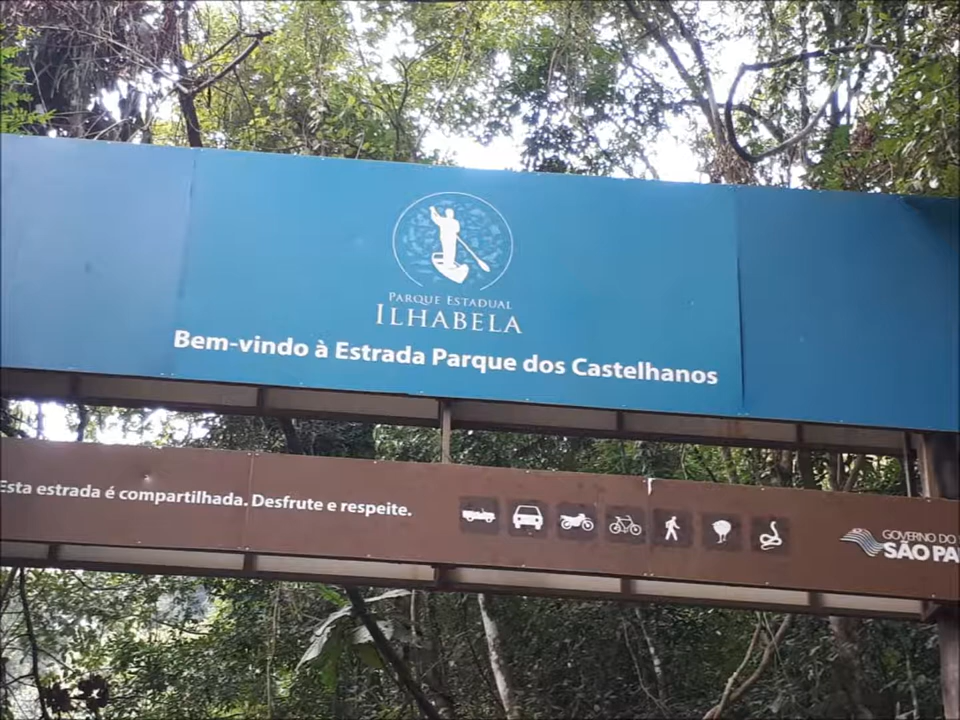 PARQUE ESTADUAL
ILHABELA
Bem-vindo à Estrada Parque dos Castelhanos
Esta estrada é compartilhada. Desfrute e respeite.
GOVERNO DO
SÃO PA